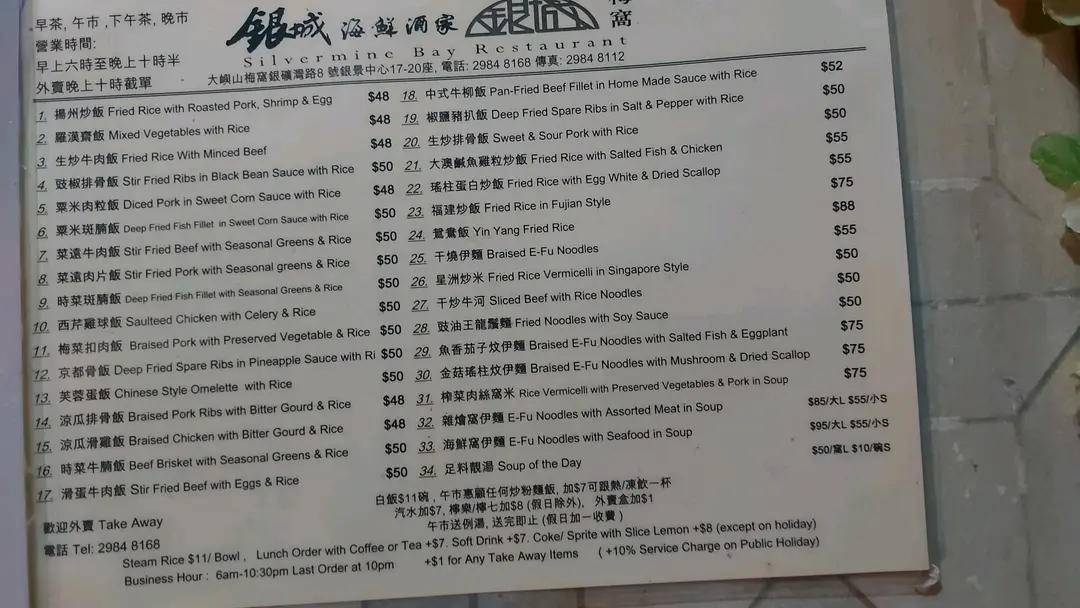 早茶, 午市 ,下午茶, 晚市
營業時間:
早上六時至晚上十時半
外賣晚上十時截單
銀城 海鮮酒家 銀城 梅窩
Silvermine Bay Restaurant
大嶼山梅窩銀礦灣路8 號銀景中心17-20座, 電話: 2984 8168 傳真: 2984 8112
1. 揚州炒飯 Fried Rice with Roasted Pork, Shrimp & Egg $48
2. 羅漢齋飯 Mixed Vegetables with Rice $48
3. 生炒牛肉飯 Fried Rice With Minced Beef $48
4. 豉椒排骨飯 Stir Fried Ribs in Black Bean Sauce with Rice $50
5. 粟米肉粒飯 Diced Pork in Sweet Corn Sauce with Rice $48
6. 粟米斑腩飯 Deep Fried Fish Fillet in Sweet Corn Sauce with Rice $50
7. 菜遠牛肉飯 Stir Fried Beef with Seasonal Greens & Rice $50
8. 菜遠肉片飯 Stir Fried Pork with Seasonal greens & Rice $50
9. 時菜斑腩飯 Deep Fried Fish Fillet with Seasonal Greens & Rice $50
10. 西芹雞球飯 Saulteed Chicken with Celery & Rice $50
11. 梅菜扣肉飯 Braised Pork with Preserved Vegetable & Rice $50
12. 京都骨飯 Deep Fried Spare Ribs in Pineapple Sauce with Ri $50
13. 芙蓉蛋飯 Chinese Style Omelette with Rice $50
14. 涼瓜排骨飯 Braised Pork Ribs with Bitter Gourd & Rice $48
15. 涼瓜滑雞飯 Braised Chicken with Bitter Gourd & Rice $48
16. 時菜牛腩飯 Beef Brisket with Seasonal Greens & Rice $50
17. 滑蛋牛肉飯 Stir Fried Beef with Eggs & Rice $50
18. 中式牛柳飯 Pan-Fried Beef Fillet in Home Made Sauce with Rice $52
19. 椒鹽豬扒飯 Deep Fried Spare Ribs in Salt & Pepper with Rice $50
20. 生炒排骨飯 Sweet & Sour Pork with Rice $50
21. 大澳鹹魚雞粒炒飯 Fried Rice with Salted Fish & Chicken $55
22. 瑤柱蛋白炒飯 Fried Rice with Egg White & Dried Scallop $55
23. 福建炒飯 Fried Rice in Fujian Style $75
24. 鴛鴦飯 Yin Yang Fried Rice $88
25. 干燒伊麵 Braised E-Fu Noodles $55
26. 星洲炒米 Fried Rice Vermicelli in Singapore Style $50
27. 干炒牛河 Sliced Beef with Rice Noodles $50
28. 豉油王龍鬚麵 Fried Noodles with Soy Sauce $50
29. 魚香茄子炆伊麵 Braised E-Fu Noodles with Salted Fish & Eggplant $75
30. 金菇瑤柱炆伊麵 Braised E-Fu Noodles with Mushroom & Dried Scallop $75
31. 榨菜肉絲窩米 Rice Vermicelli with Preserved Vegetables & Pork in Soup $75
32. 雜燴窩伊麵 E-Fu Noodles with Assorted Meat in Soup $85/大L $55/小S
33. 海鮮窩伊麵 E-Fu Noodles with Seafood in Soup $95/大L $55/小S
34. 足料靚湯 Soup of the Day $50/窩L $10/碗S
白飯$11碗 , 午市惠顧任何炒粉麵飯, 加$7可跟熱/凍飲一杯
汽水加$7, 檸樂/檸七加$8 (假日除外), 外賣盒加$1
午市送例湯, 送完即止 (假日加一收費 )
歡迎外賣 Take Away
電話 Tel: 2984 8168
Steam Rice $11/ Bowl , Lunch Order with Coffee or Tea +$7. Soft Drink +$7. Coke/ Sprite with Slice Lemon +$8 (except on holiday)
Business Hour : 6am-10:30pm Last Order at 10pm +$1 for Any Take Away Items ( +10% Service Charge on Public Holiday)